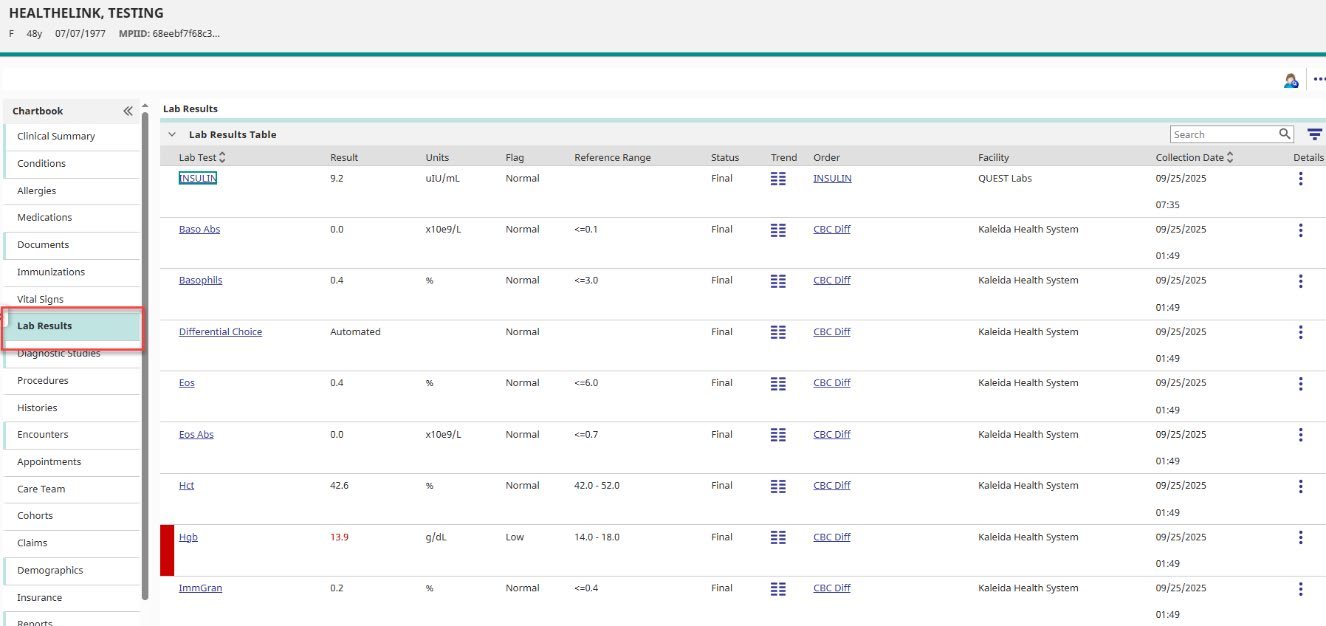 HEALTHELINK, TESTING
F 48y 07/07/1977 MPIID: 68eebf7f68c3...
Chartbook
Clinical Summary
Conditions
Allergies
Medications
Documents
Immunizations
Vital Signs
Lab Results
Diagnostic Studies
Procedures
Histories
Encounters
Appointments
Care Team
Cohorts
Claims
Demographics
Insurance
Reports
Lab Results
Lab Results Table
Search
Lab Test Result Units Flag Reference Range Status Trend Order Facility Collection Date Details
INSULIN 9.2 uIU/mL Normal Final INSULIN QUEST Labs 09/25/2025
07:35
Baso Abs 0.0 x10e9/L Normal <=0.1 Final CBC Diff Kaleida Health System 09/25/2025
01:49
Basophils 0.4 % Normal <=3.0 Final CBC Diff Kaleida Health System 09/25/2025
01:49
Differential Choice Automated Normal Final CBC Diff Kaleida Health System 09/25/2025
01:49
Eos 0.4 % Normal <=6.0 Final CBC Diff Kaleida Health System 09/25/2025
01:49
Eos Abs 0.0 x10e9/L Normal <=0.7 Final CBC Diff Kaleida Health System 09/25/2025
01:49
Hct 42.6 % Normal 42.0 - 52.0 Final CBC Diff Kaleida Health System 09/25/2025
01:49
Hgb 13.9 g/dL Low 14.0 - 18.0 Final CBC Diff Kaleida Health System 09/25/2025
01:49
ImmGran 0.2 % Normal <=0.4 Final CBC Diff Kaleida Health System 09/25/2025
01:49